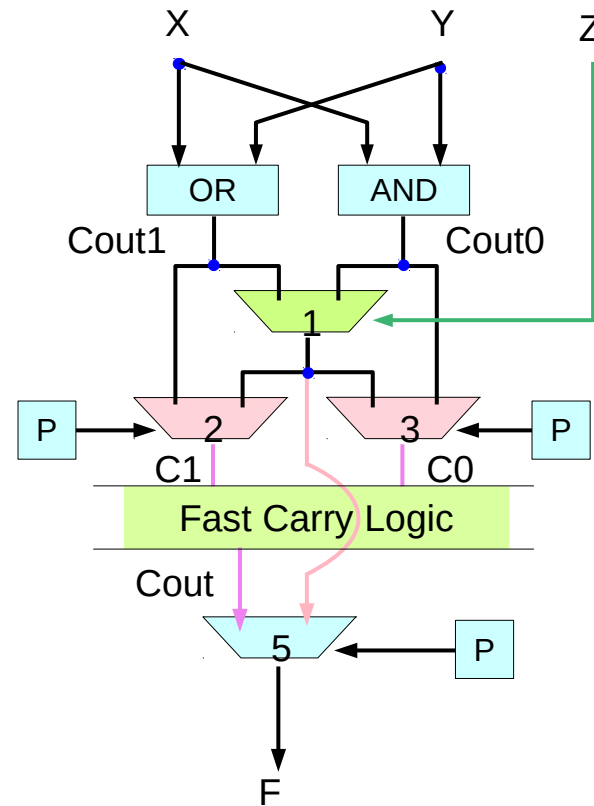 X Y Z
OR AND
Cout1 Cout0
1
P 2 3 P
C1 C0
Fast Carry Logic
Cout
5 P
F